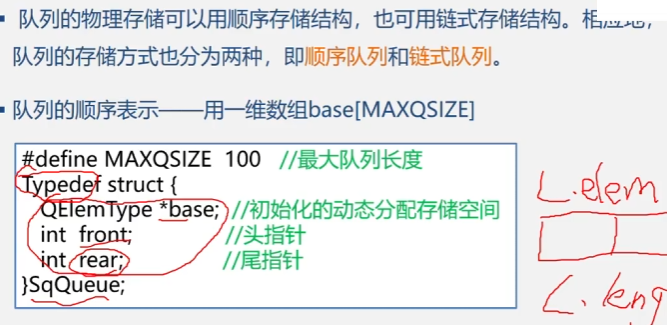 队列的物理存储可以用顺序存储结构，也可用链式存储结构。相应地，
队列的存储方式也分为两种，即顺序队列和链式队列。
队列的顺序表示——用一维数组base[MAXQSIZE]
#define MAXQSIZE 100 //最大队列长度
Typedef struct {
QElemType *base; //初始化的动态分配存储空间
int front; //头指针
int rear; //尾指针
}SqQueue;
L.elem
L.leng